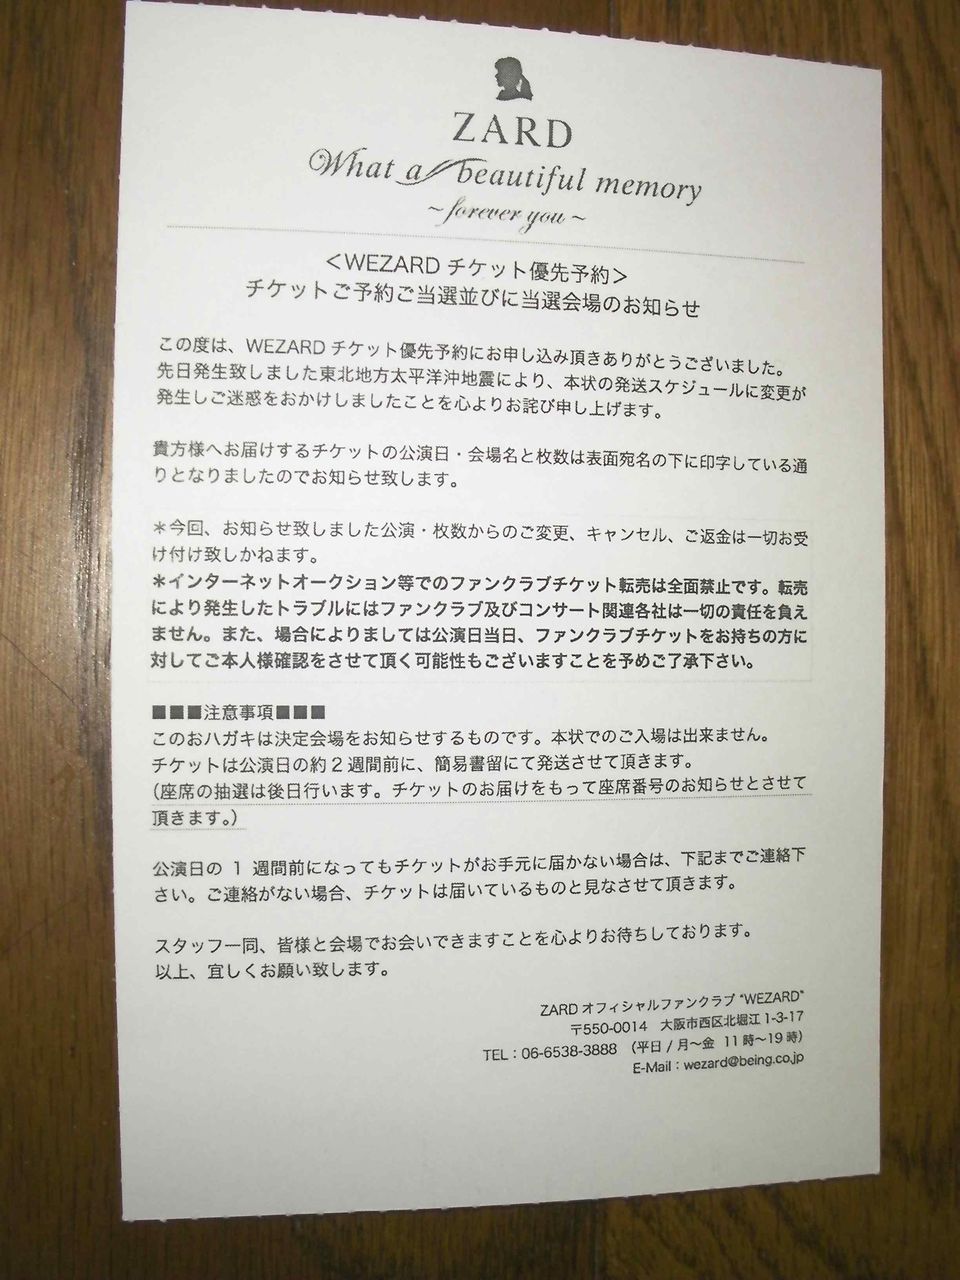 ZARD
What a beautiful memory
~forever you~
＜WEZARD チケット優先予約＞
チケットご予約ご当選並びに当選会場のお知らせ
この度は、WEZARD チケット優先予約にお申し込み頂きありがとうございました。
先日発生致しました東北地方太平洋沖地震により、本状の発送スケジュールに変更が
発生しご迷惑をおかけしましたことを心よりお詫び申し上げます。
貴方様へお届けするチケットの公演日・会場名と枚数は表面宛名の下に印字している通
りとなりましたのでお知らせ致します。
＊今回、お知らせ致しました公演・枚数からのご変更、キャンセル、ご返金は一切お受
け付け致しかねます。
＊インターネットオークション等でのファンクラブチケット転売は全面禁止です。転売
により発生したトラブルにはファンクラブ及びコンサート関連各社は一切の責任を負え
ません。また、場合によりましては公演日当日、ファンクラブチケットをお持ちの方に
対してご本人様確認をさせて頂く可能性もございますことを予めご了承下さい。
■■■注意事項■■■
このおハガキは決定会場をお知らせするものです。本状でのご入場は出来ません。
チケットは公演日の約２週間前に、簡易書留にて発送させて頂きます。
（座席の抽選は後日行います。チケットのお届けをもって座席番号のお知らせとさせて
頂きます。）
公演日の 1 週間前になってもチケットがお手元に届かない場合は、下記までご連絡下
さい。ご連絡がない場合、チケットは届いているものと見なさせて頂きます。
スタッフ一同、皆様と会場でお会いできますことを心よりお待ちしております。
以上、宜しくお願い致します。
ZARD オフィシャルファンクラブ "WEZARD"
〒550-0014 大阪市西区北堀江 1-3-17
TEL：06-6538-3888 （平日 / 月～金 11 時～19 時）
E-Mail：wezard@being.co.jp